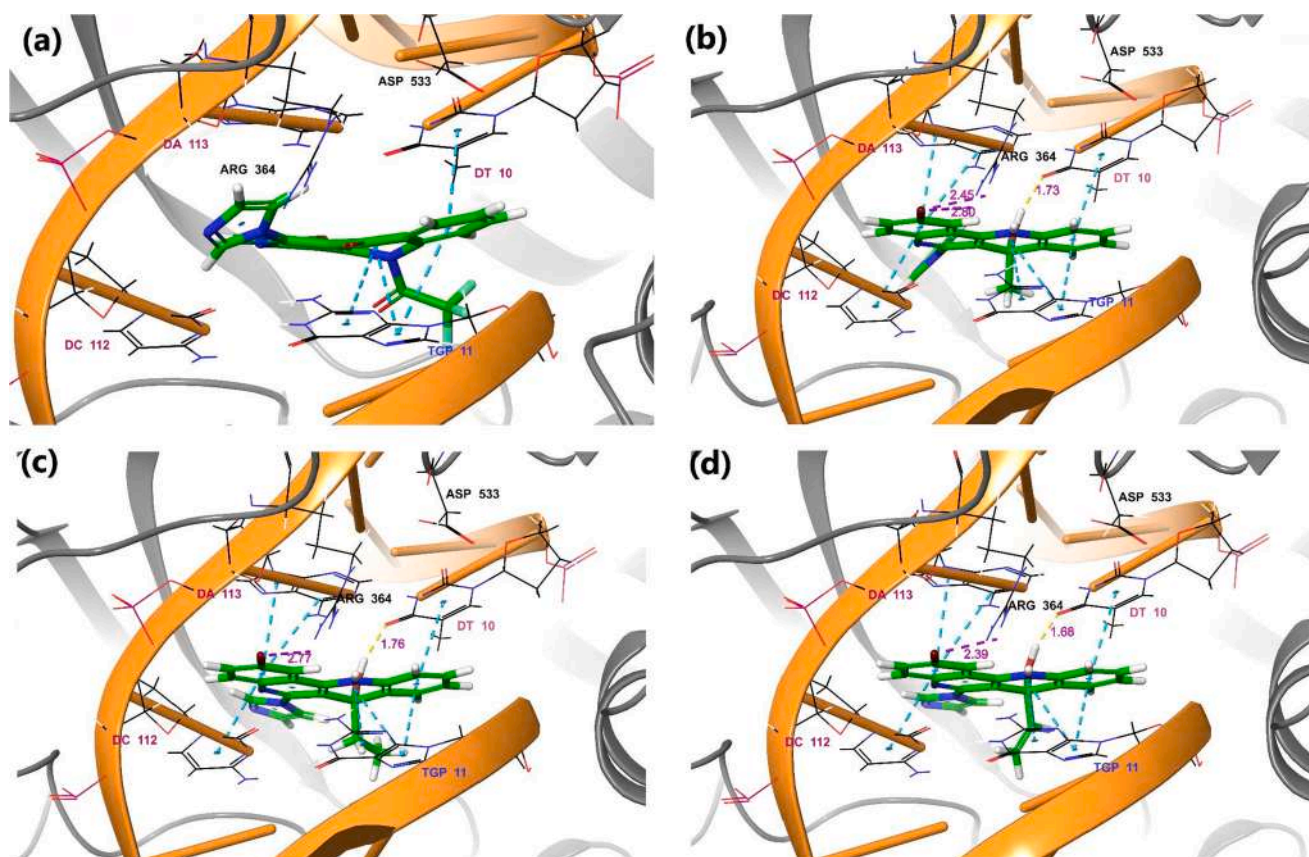 (a)
ASP 533
DA 113
ARG 364
DT 10
DC 112
TGP 11
(b)
ASP 533
DA 113
ARG 364
DT 10
2.45
1.73
2.80
DC 112
TGP 11
(c)
ASP 533
DA 113
ARG 364
DT 10
1.76
2.77
DC 112
TGP 11
(d)
ASP 533
DA 113
ARG 364
DT 10
1.68
2.39
DC 112
TGP 11